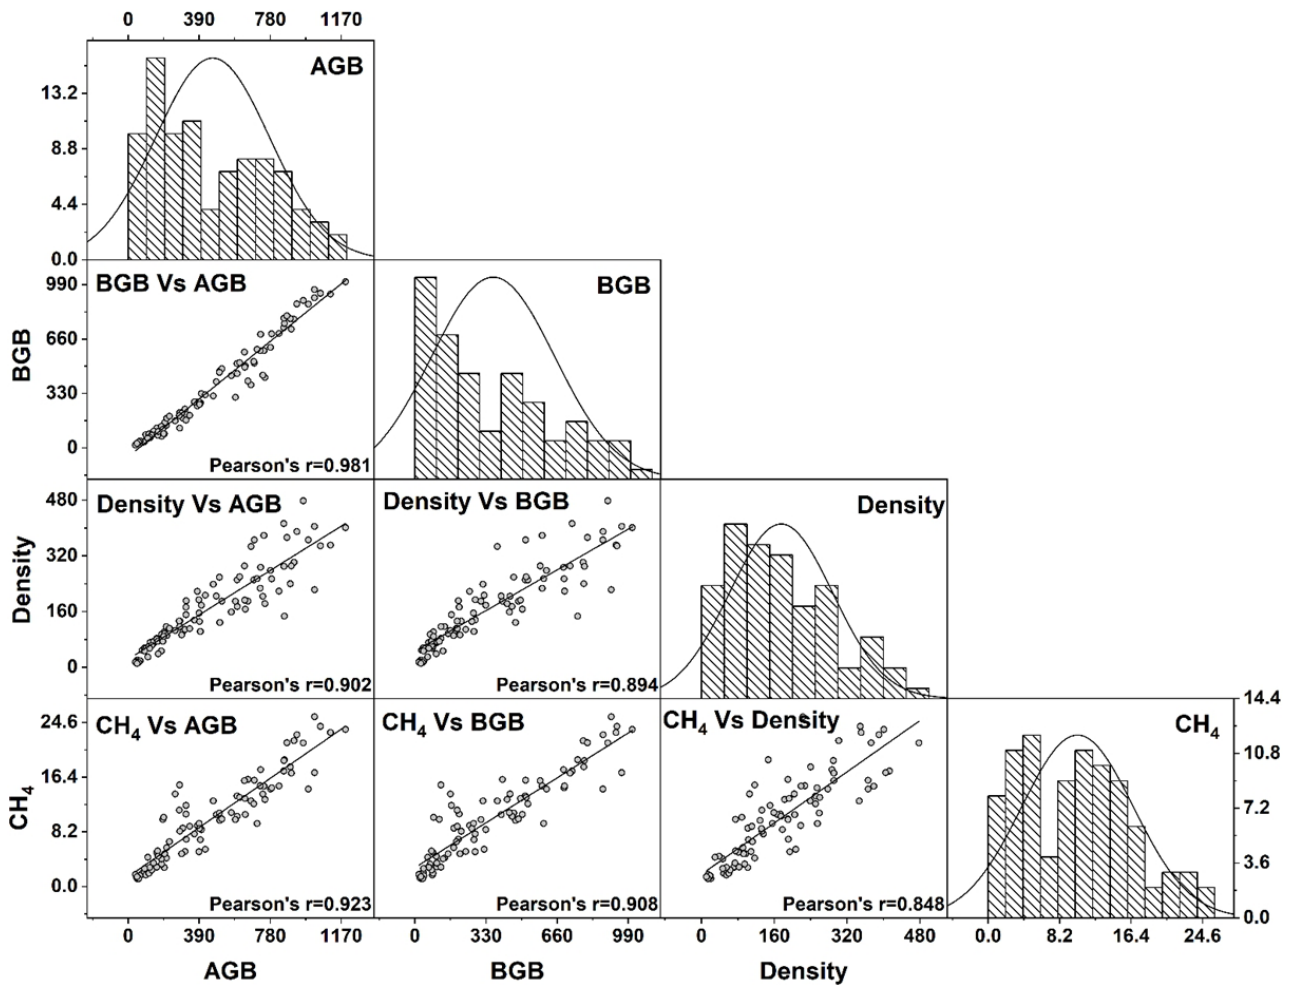 0 390 780 1170
AGB
13.2
8.8
4.4
0.0
BGB Vs AGB
BGB
990
660
330
0
BGB
Pearson's r=0.981
Density Vs AGB
Density Vs BGB
Density
480
320
160
0
Density
Pearson's r=0.902
Pearson's r=0.894
CH4 Vs AGB
CH4 Vs BGB
CH4 Vs Density
CH4
24.6
16.4
8.2
0.0
CH4
14.4
10.8
7.2
3.6
0.0
Pearson's r=0.923
Pearson's r=0.908
Pearson's r=0.848
0 390 780 1170
0 330 660 990
0 160 320 480
0.0 8.2 16.4 24.6
AGB
BGB
Density